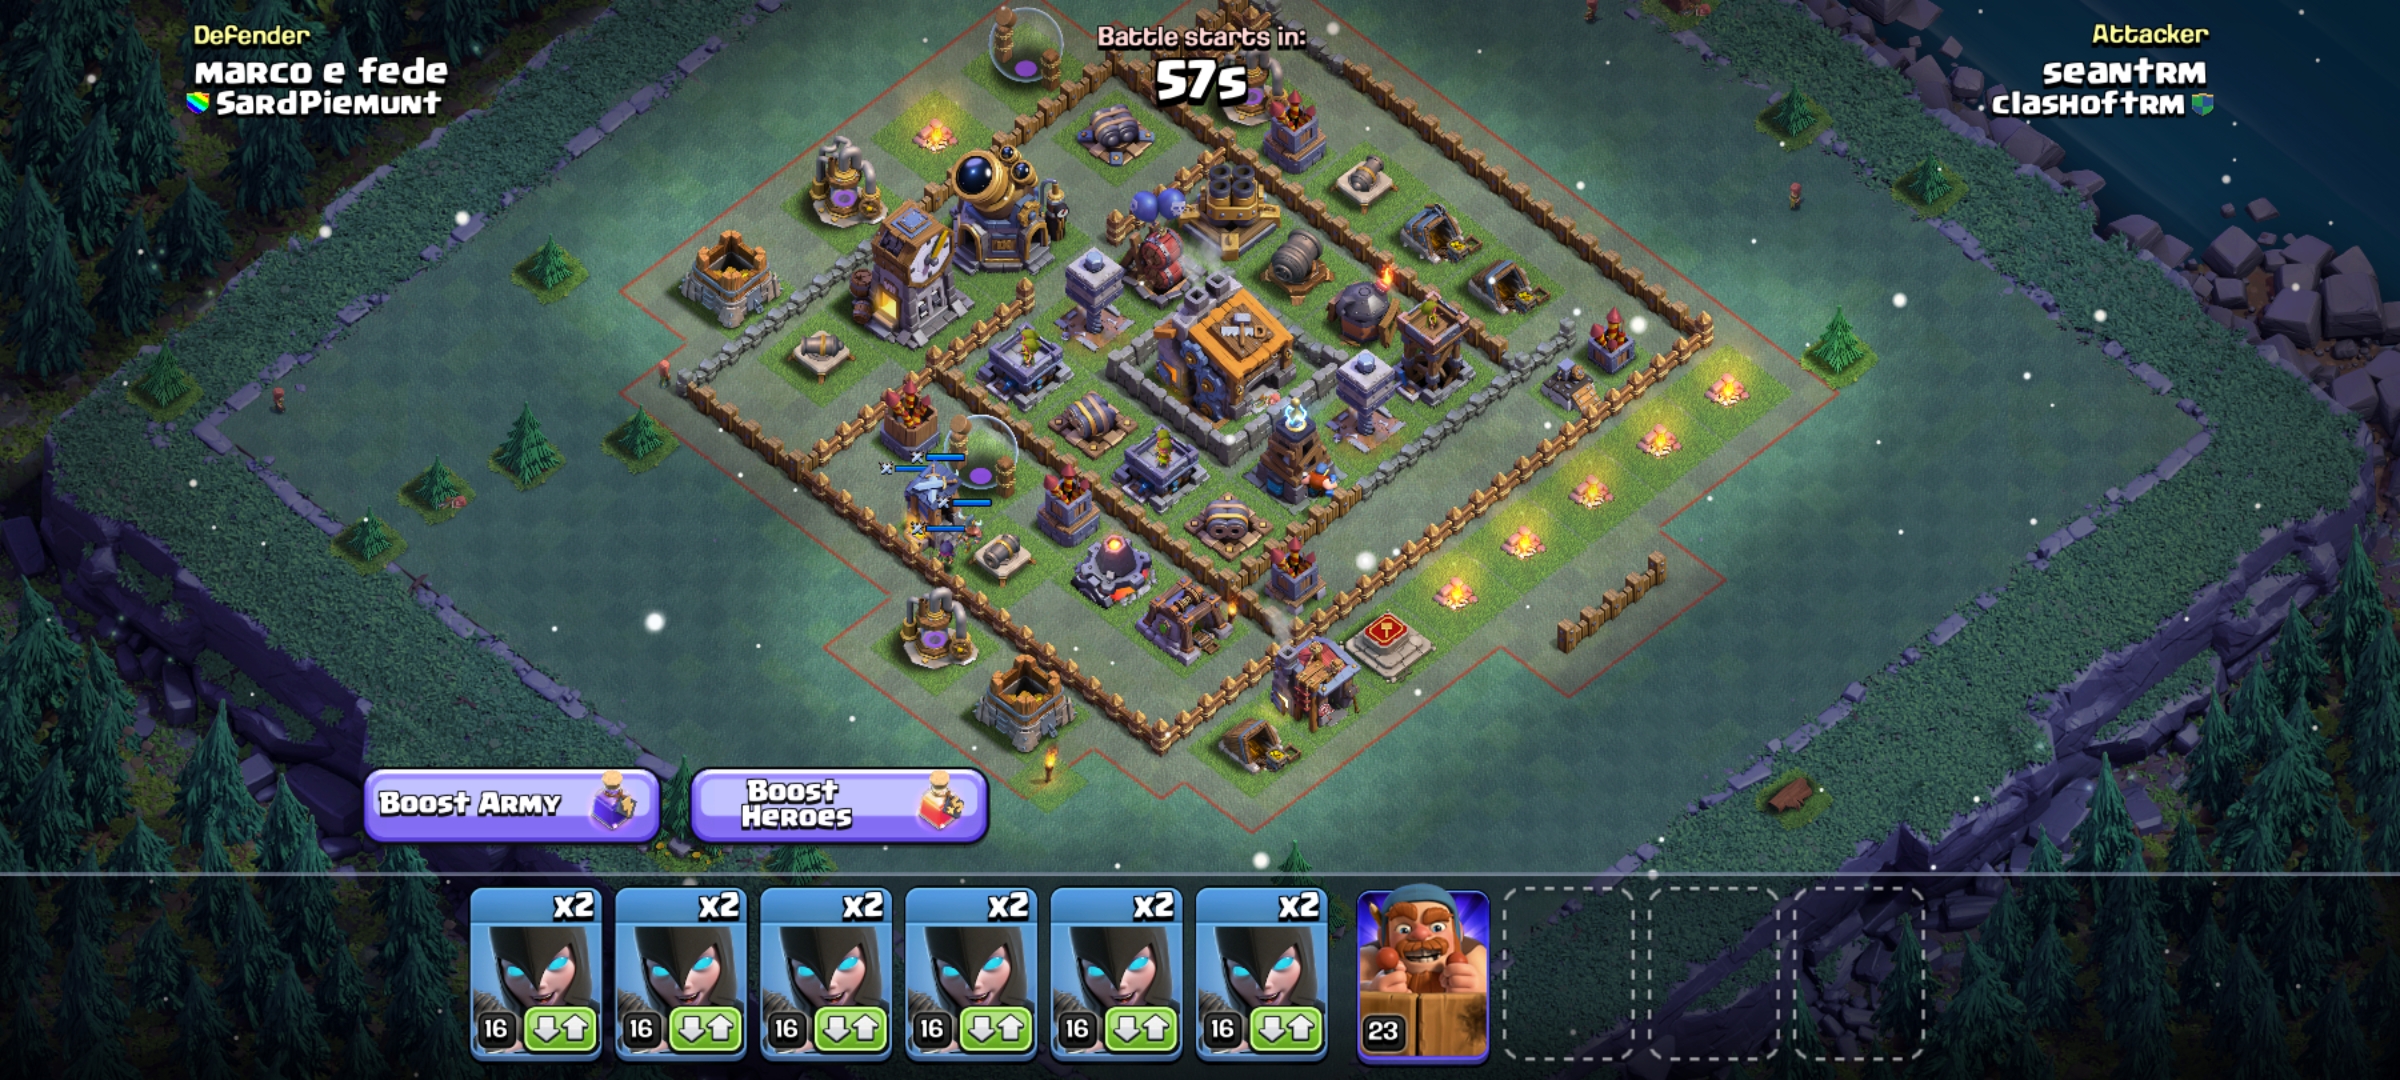 Defender
marco e fede
SardPiemunt
Battle starts in:
57s
Attacker
seantrm
clashoftrm
Boost Army
Boost
Heroes
x2
x2
x2
x2
x2
x2
16
16
16
16
16
16
23